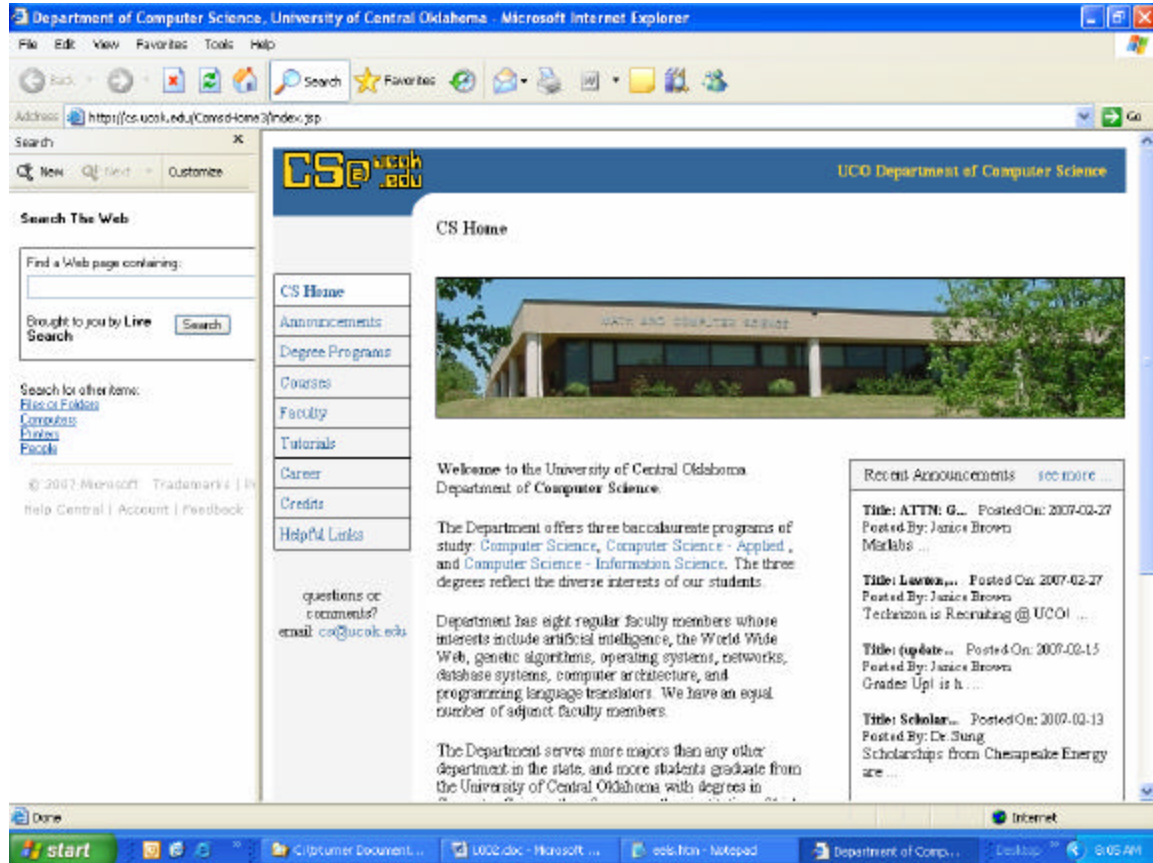 Department of Computer Science, University of Central Oklahoma - Microsoft Internet Explorer
File Edit View Favorites Tools Help
Back Search Favorites
Address https://cs.ucok.edu/ComsdHome3/index.jsp Go
Search x
New Next Customize
Search The Web
Find a Web page containing:
Brought to you by Live Search
Search
Search for other items:
Files or Folders
Computers
Printers
People
© 2007 Microsoft Trademarks
Help Central | Account | Feedback
CS@ucok.edu
UCO Department of Computer Science
CS Home
CS Home
Announcements
Degree Programs
Courses
Faculty
Tutorials
Career
Credits
Helpful Links
questions or
comments?
email: cs@ucok.edu
MATH AND COMPUTER SCIENCE
Welcome to the University of Central Oklahoma
Department of Computer Science.
The Department offers three baccalaureate programs of
study: Computer Science, Computer Science - Applied ,
and Computer Science - Information Science. The three
degrees reflect the diverse interests of our students.
Department has eight regular faculty members whose
interests include artificial intelligence, the World Wide
Web, genetic algorithms, operating systems, networks,
database systems, computer architecture, and
programming language translators. We have an equal
number of adjunct faculty members.
The Department serves more majors than any other
department in the state, and more students graduate from
the University of Central Oklahoma with degrees in
Recent Announcements see more ...
Title: ATTN: G... Posted On: 2007-02-27
Posted By: Janice Brown
Marlabs ...
Title: Lawton,... Posted On: 2007-02-27
Posted By: Janice Brown
Technizon is Recruiting @ UCO! ...
Title: (update... Posted On: 2007-02-15
Posted By: Janice Brown
Grades Up! is h ...
Title: Scholar... Posted On: 2007-02-13
Posted By: Dr. Sung
Scholarships from Chesapeake Energy
are ...
Done Internet
start C:\pturner Document... L002.doc - Microsoft ... eels.htm - Notepad Department of Comp... Desktop 8:05 AM